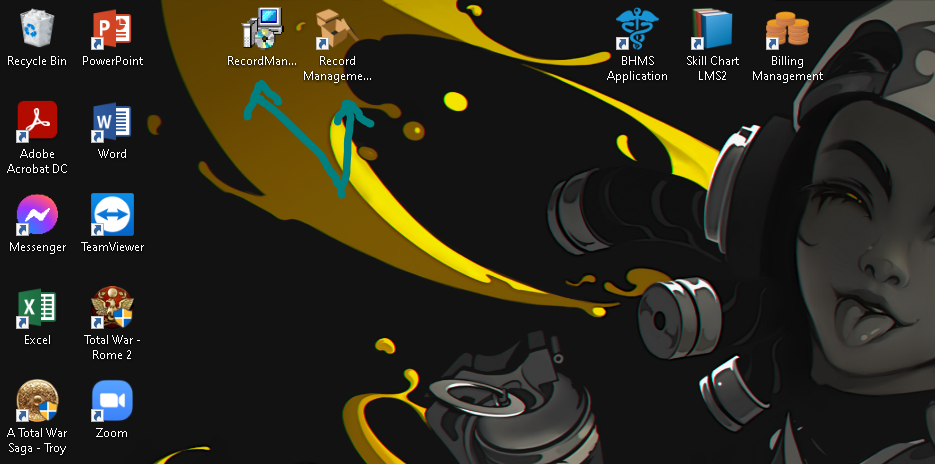 Recycle Bin
PowerPoint
RecordMan...
Record
Manageme...
BHMS
Application
Skill Chart
LMS2
Billing
Management
Adobe
Acrobat DC
Word
Messenger
TeamViewer
Excel
Total War -
Rome 2
A Total War
Saga - Troy
Zoom